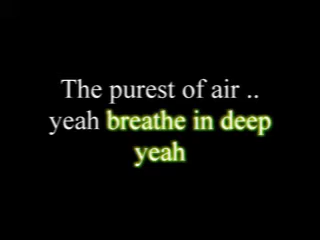 The purest of air ..
yeah breathe in deep
yeah